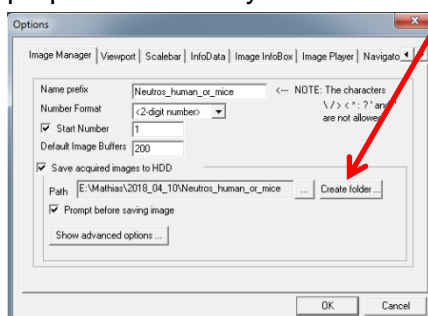 Options
Image Manager Viewport Scalebar InfoData Image InfoBox Image Player Navigato
Name prefix Neutros_human_or_mice <--- NOTE: The characters
Number Format <2-digit number> \ / > < * : ? ' and "
Start Number 1 are not allowed
Default Image Buffers 200
Save acquired images to HDD
Path E:\Mathias\2018_04_10\Neutros_human_or_mice ... Create folder ...
Prompt before saving image
Show advanced options ...
OK Cancel